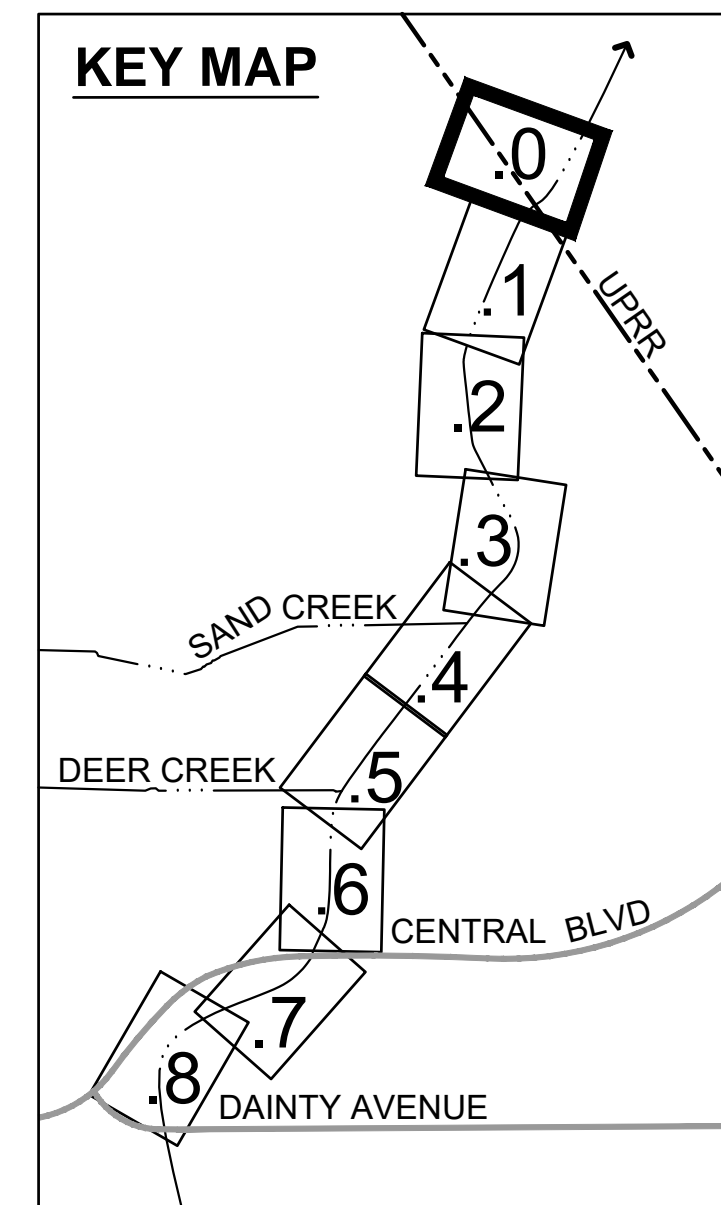 KEY MAP
.0
.1
UPRR
.2
.3
SAND CREEK
.4
DEER CREEK
.5
.6
CENTRAL BLVD
.7
.8
DAINTY AVENUE